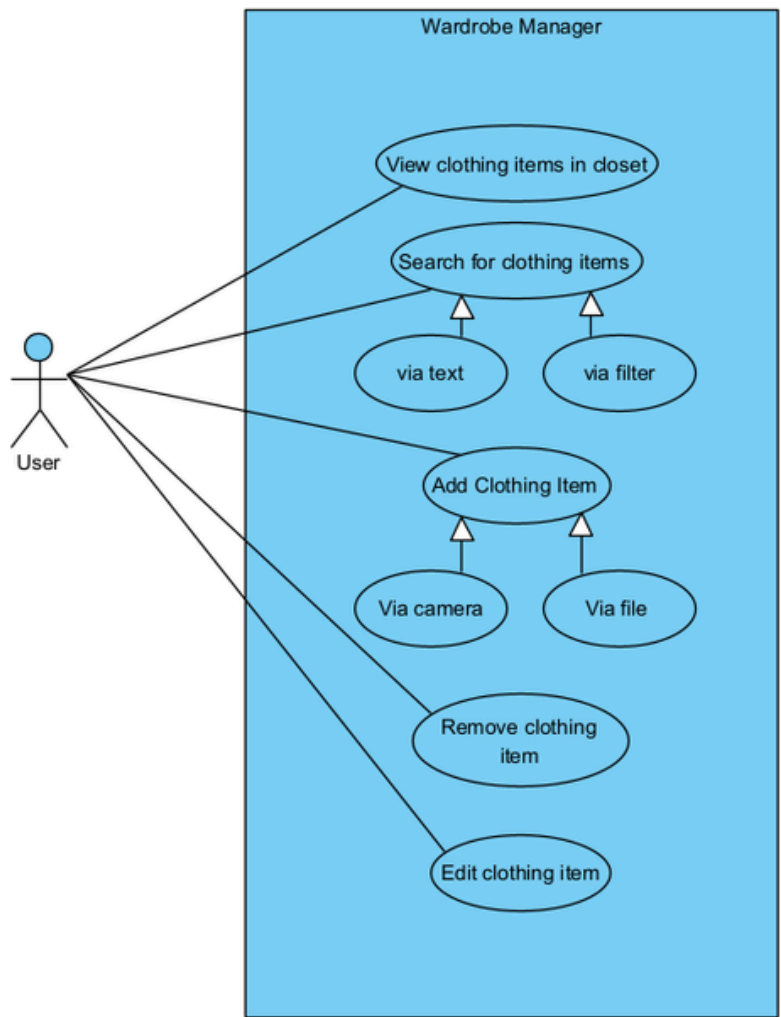 Wardrobe Manager
View clothing items in closet
Search for clothing items
via text
via filter
User
Add Clothing Item
Via camera
Via file
Remove clothing
item
Edit clothing item